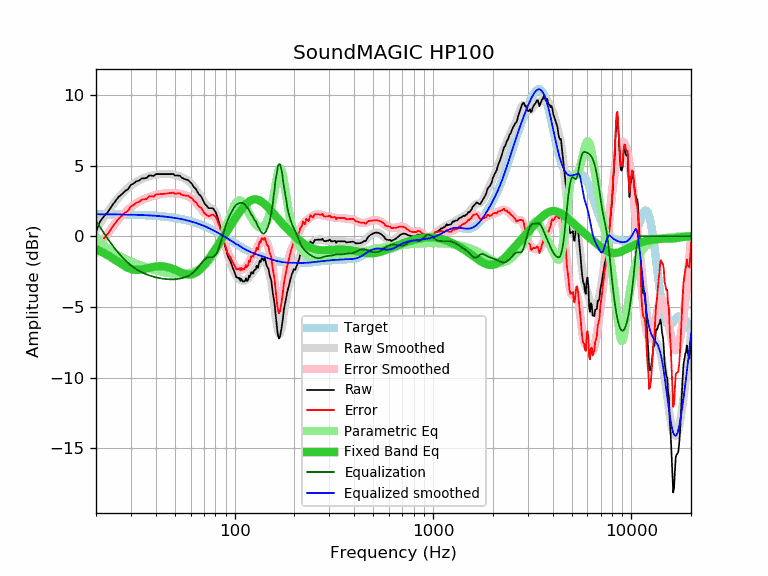 SoundMAGIC HP100
10
5
0
−5
−10
−15
Amplitude (dBr)
Target
Raw Smoothed
Error Smoothed
Raw
Error
Parametric Eq
Fixed Band Eq
Equalization
Equalized smoothed
100
1000
10000
Frequency (Hz)